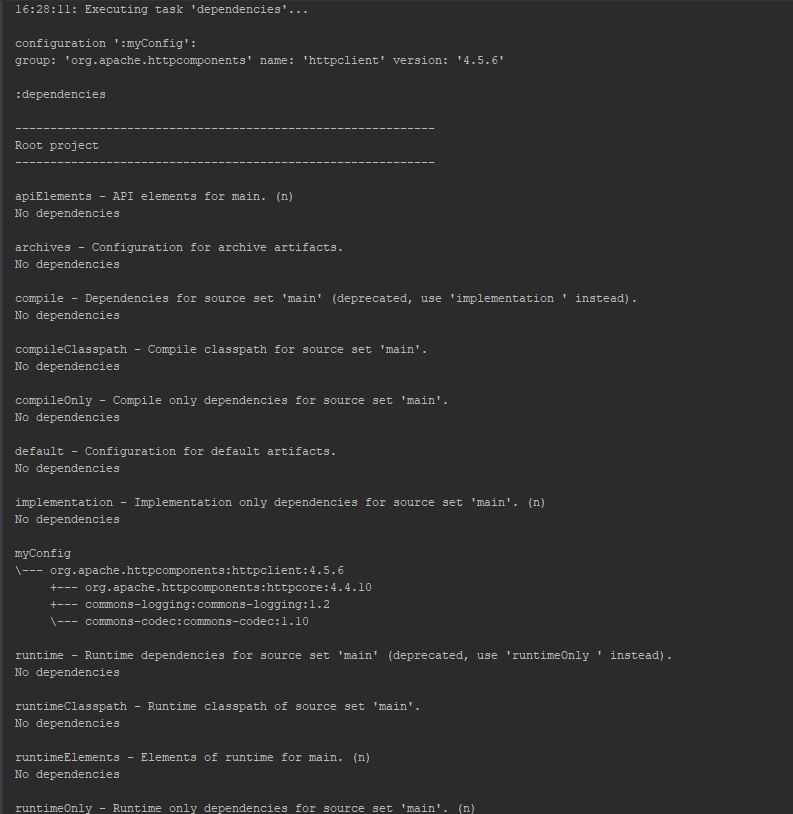 16:28:11: Executing task 'dependencies'...
configuration ':myConfig':
group: 'org.apache.httpcomponents' name: 'httpclient' version: '4.5.6'
:dependencies
------------------------------------------------------------
Root project
------------------------------------------------------------
apiElements - API elements for main. (n)
No dependencies
archives - Configuration for archive artifacts.
No dependencies
compile - Dependencies for source set 'main' (deprecated, use 'implementation ' instead).
No dependencies
compileClasspath - Compile classpath for source set 'main'.
No dependencies
compileOnly - Compile only dependencies for source set 'main'.
No dependencies
default - Configuration for default artifacts.
No dependencies
implementation - Implementation only dependencies for source set 'main'. (n)
No dependencies
myConfig
\--- org.apache.httpcomponents:httpclient:4.5.6
     +--- org.apache.httpcomponents:httpcore:4.4.10
     +--- commons-logging:commons-logging:1.2
     \--- commons-codec:commons-codec:1.10
runtime - Runtime dependencies for source set 'main' (deprecated, use 'runtimeOnly ' instead).
No dependencies
runtimeClasspath - Runtime classpath of source set 'main'.
No dependencies
runtimeElements - Elements of runtime for main. (n)
No dependencies
runtimeOnly - Runtime only dependencies for source set 'main'. (n)